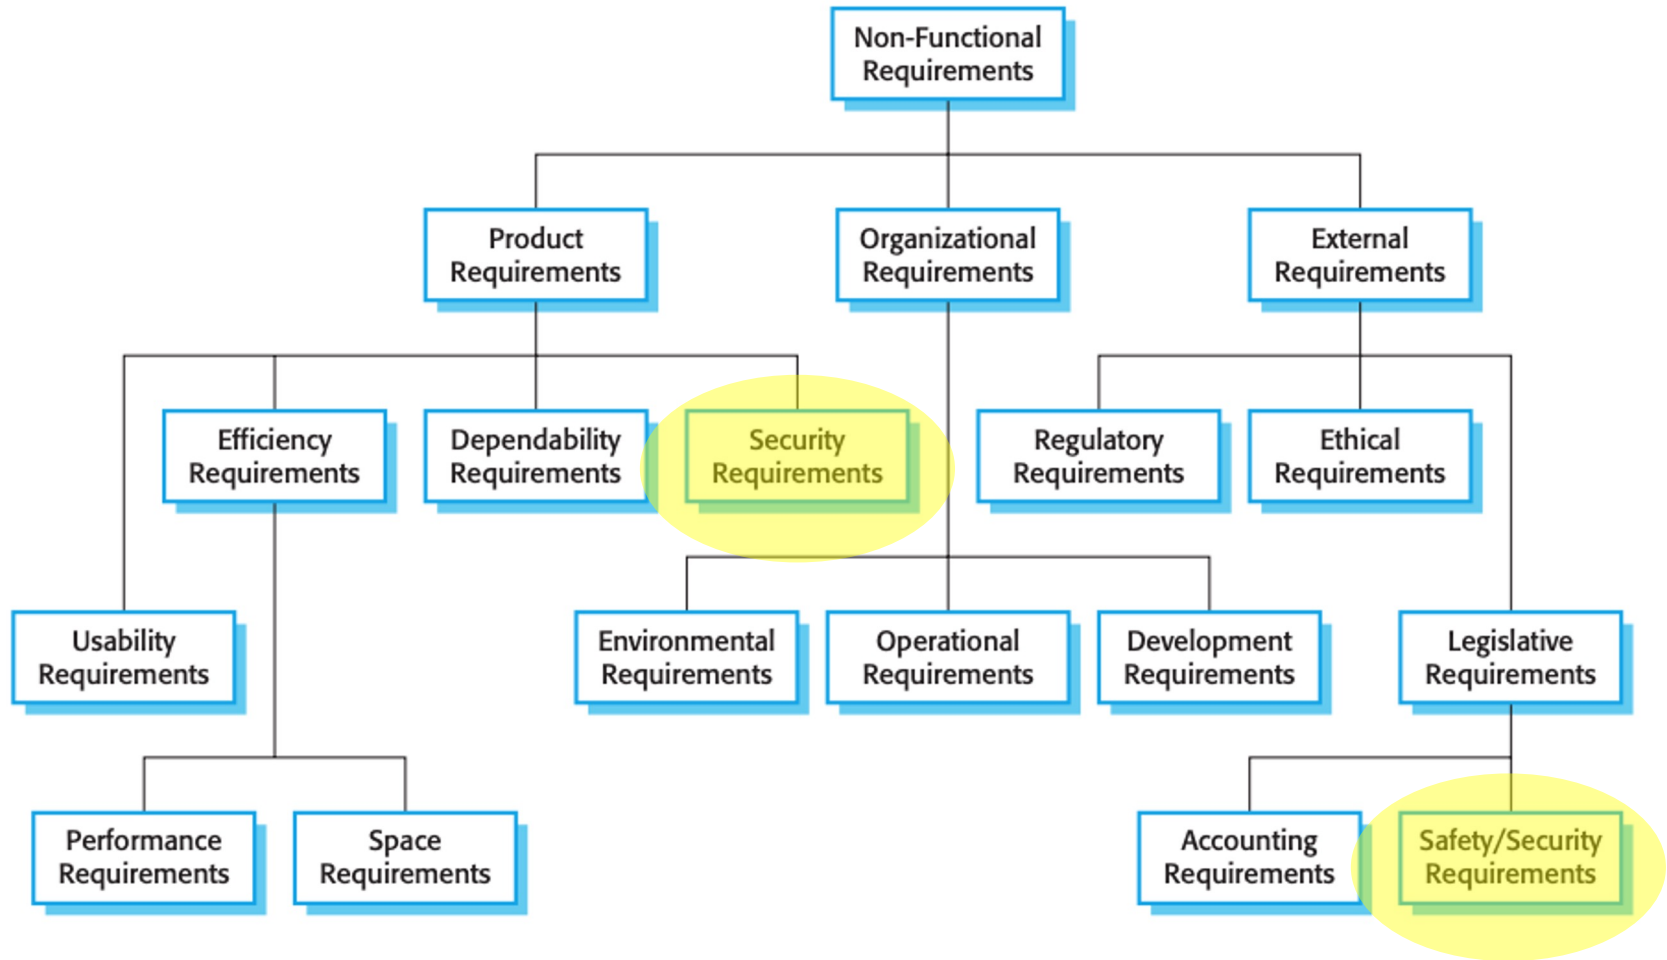 Non-Functional
Requirements
Product
Requirements
Organizational
Requirements
External
Requirements
Efficiency
Requirements
Dependability
Requirements
Security
Requirements
Regulatory
Requirements
Ethical
Requirements
Usability
Requirements
Environmental
Requirements
Operational
Requirements
Development
Requirements
Legislative
Requirements
Performance
Requirements
Space
Requirements
Accounting
Requirements
Safety/Security
Requirements